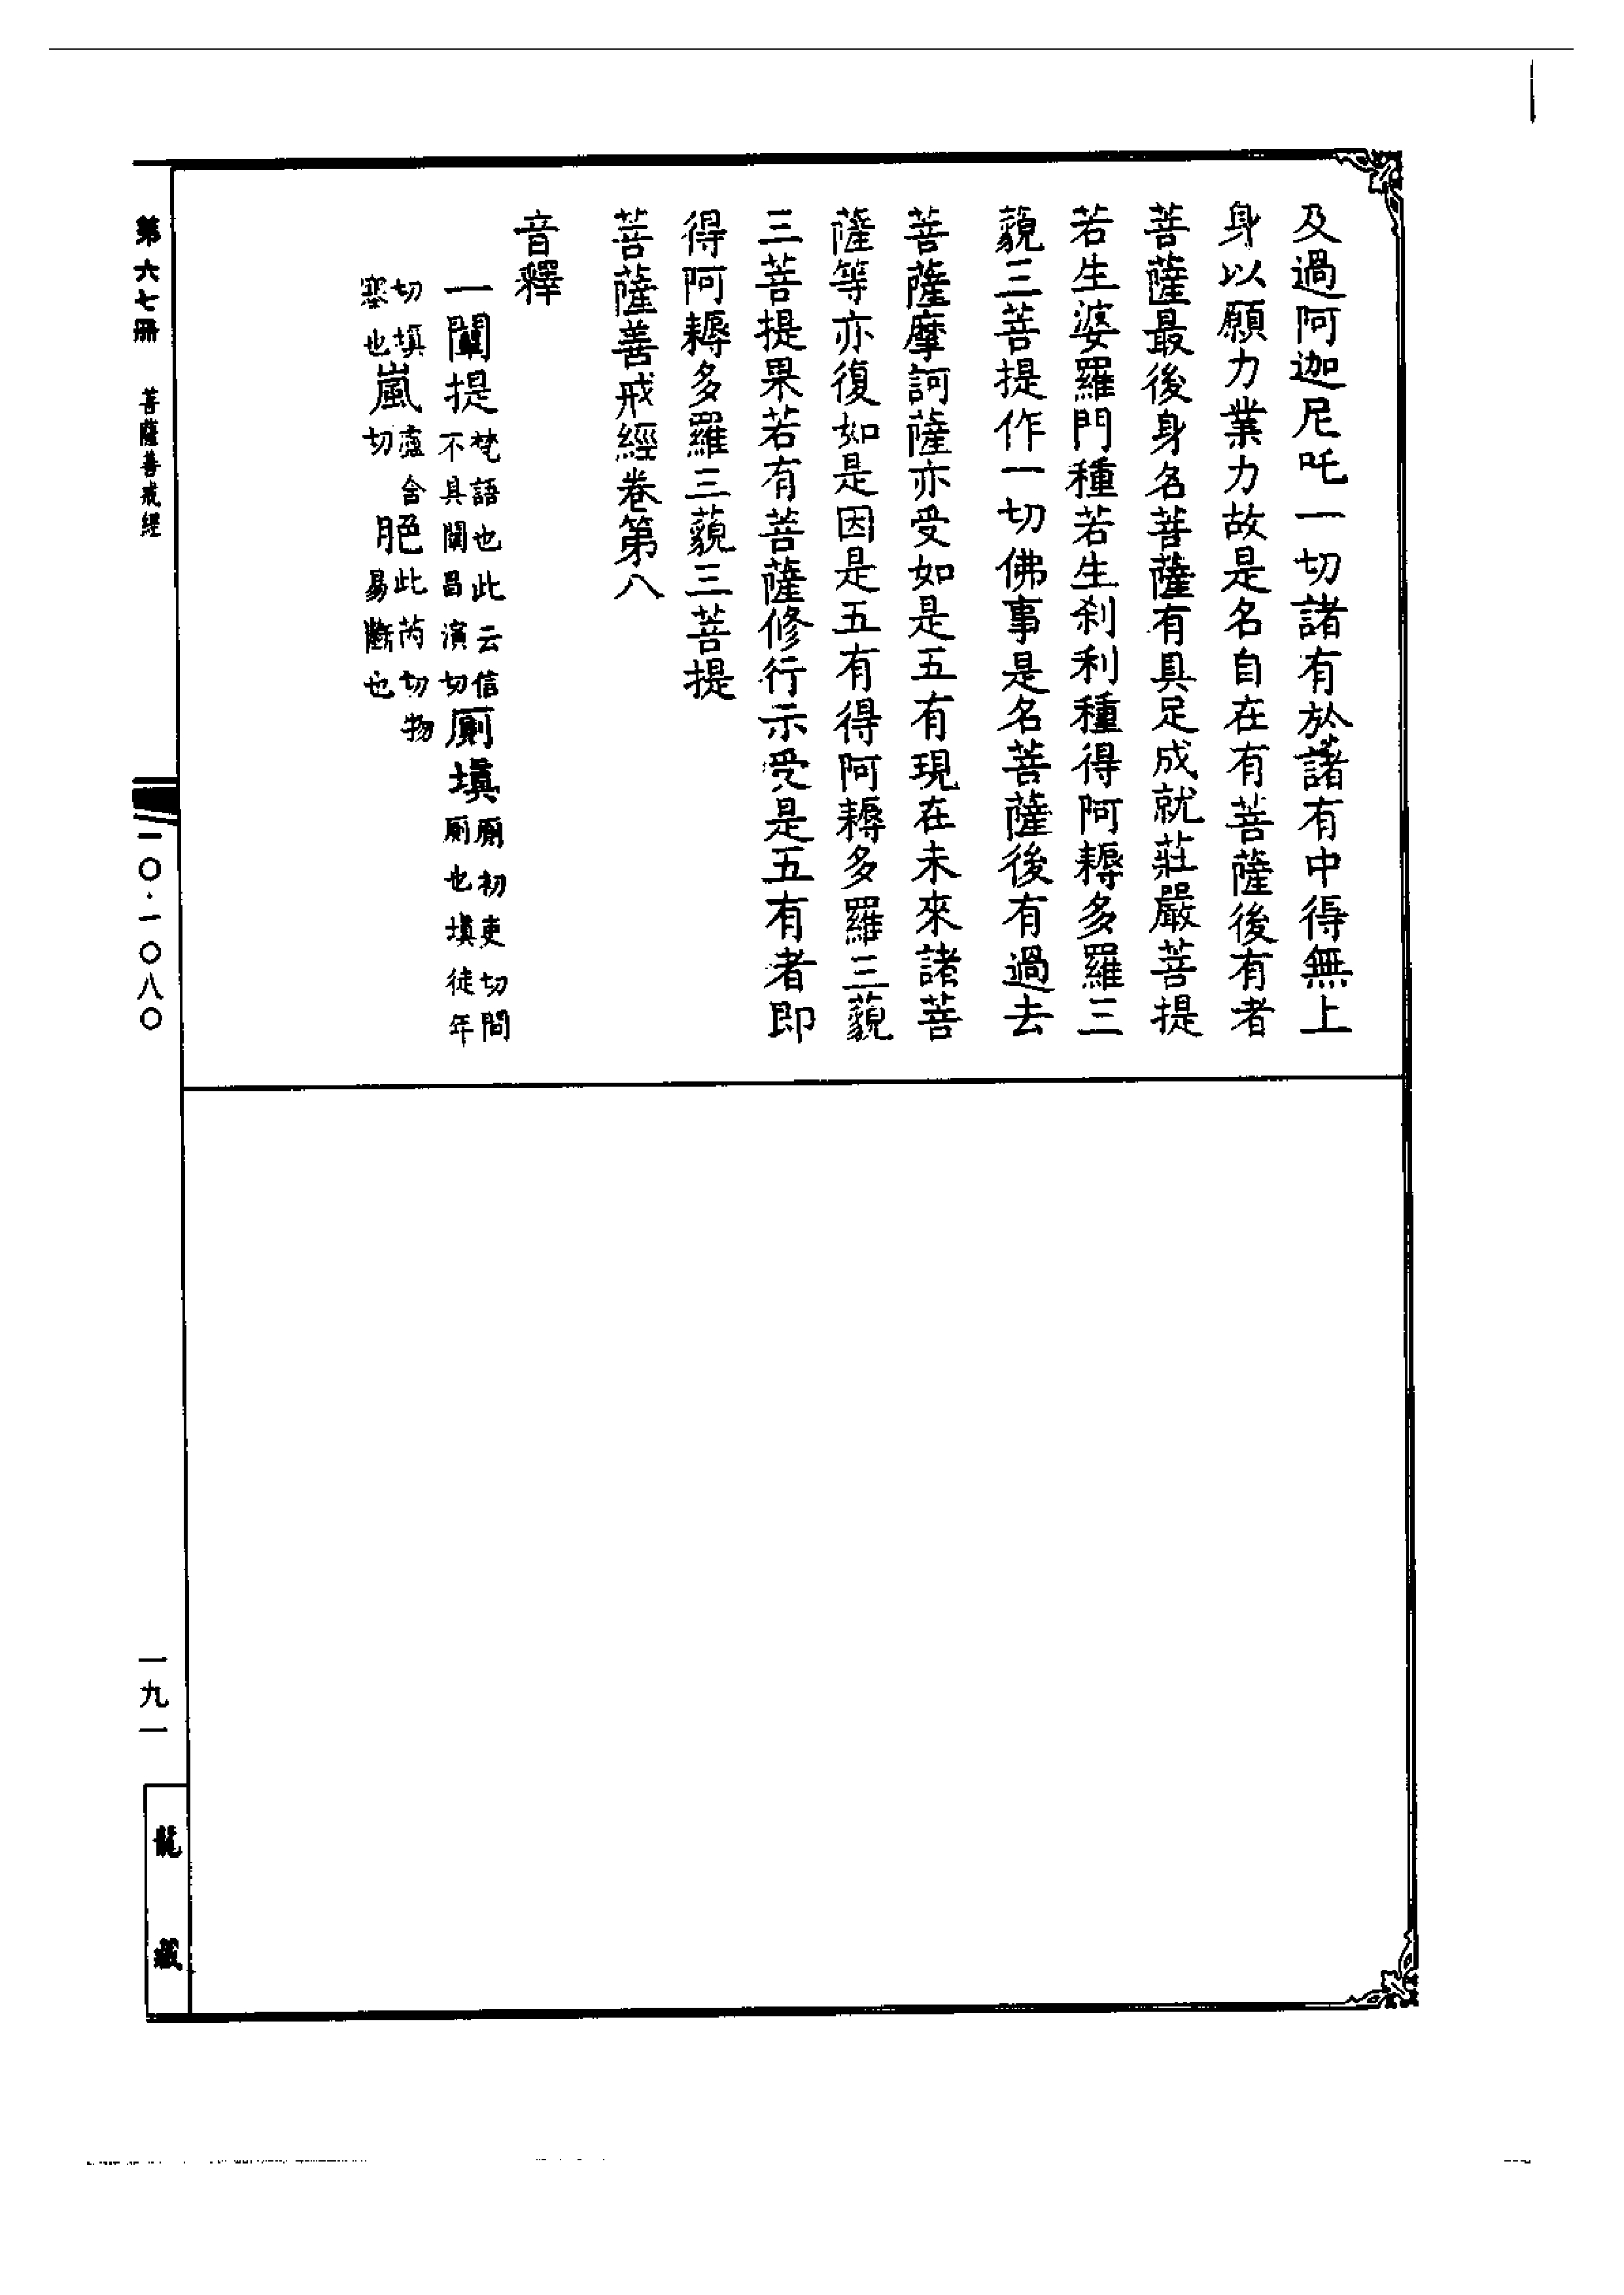 及過阿迦尼吒一切諸有於諸有中得無上
身以願力業力故是名自在有菩薩後有者
菩薩最後身名菩薩有具足成就莊嚴菩提
若生婆羅門種若生剎利種得阿耨多羅三
藐三菩提作一切佛事是名菩薩後有過去
菩薩摩訶薩亦受如是五有現在未來諸菩
薩等亦復如是因是五有得阿耨多羅三藐
三菩提果若有菩薩修行示受是五有者即
得阿耨多羅三藐三菩提
菩薩善戒經卷第八
音釋
一闡提 梵語也此云信不具闡昌演切 廁填 廁初吏切間廁也填徒年
切填塞也 嵐 盧含切 脃 此芮切物易斷也
第六七冊 菩薩善戒經 一〇·一〇八〇 一九一
龍藏